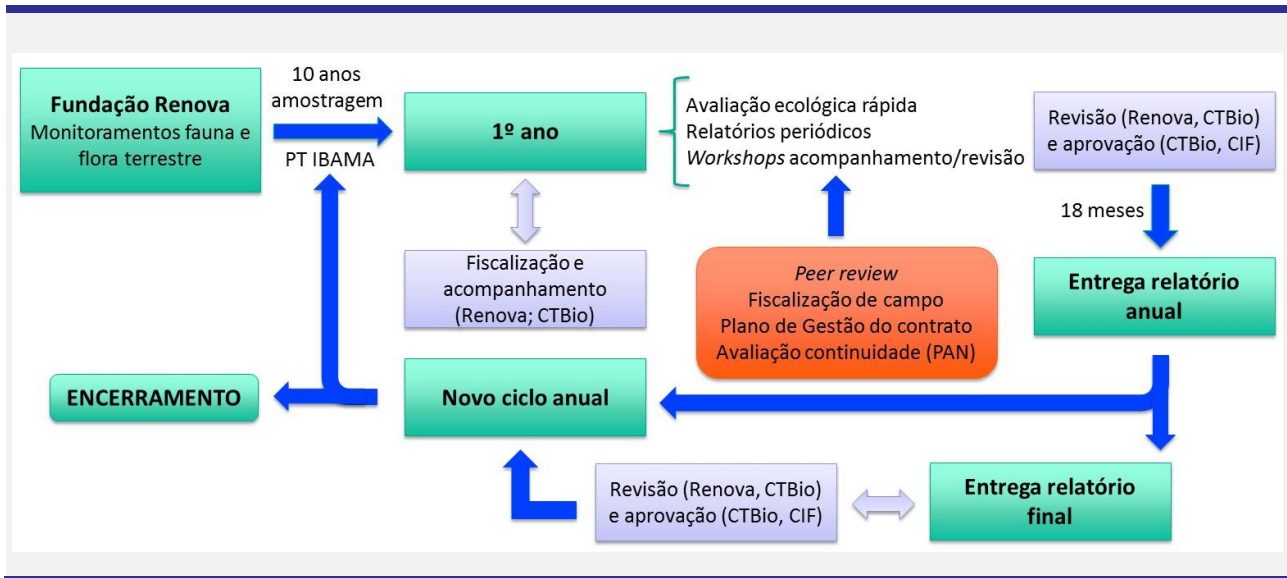 Fundação Renova
Monitoramentos fauna e
flora terrestre
10 anos
amostragem
PT IBAMA
1º ano
Avaliação ecológica rápida
Relatórios periódicos
Workshops acompanhamento/revisão
Revisão (Renova, CTBio)
e aprovação (CTBio, CIF)
18 meses
Fiscalização e
acompanhamento
(Renova; CTBio)
Peer review
Fiscalização de campo
Plano de Gestão do contrato
Avaliação continuidade (PAN)
Entrega relatório
anual
ENCERRAMENTO
Novo ciclo anual
Revisão (Renova, CTBio)
e aprovação (CTBio, CIF)
Entrega relatório
final